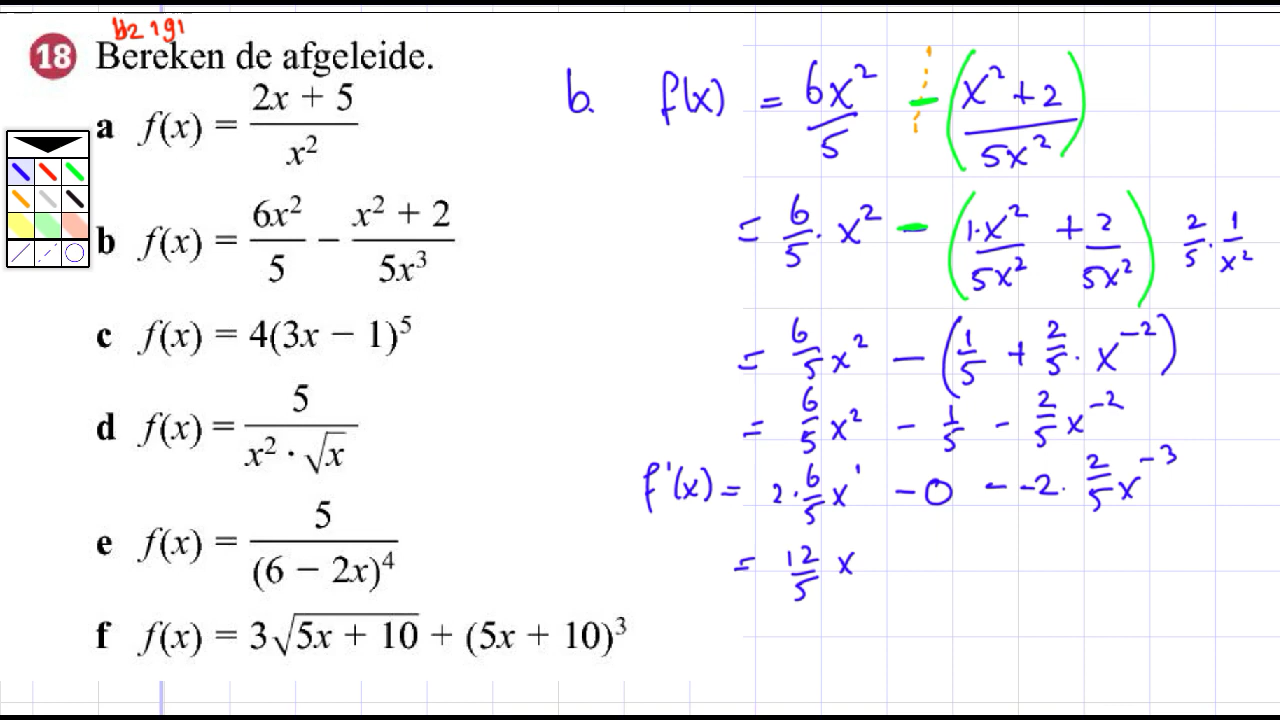 blz 191
18 Bereken de afgeleide.
a f(x) = (2x + 5)/x²
b f(x) = 6x²/5 − (x² + 2)/5x³
c f(x) = 4(3x − 1)⁵
d f(x) = 5/(x² · √x)
e f(x) = 5/(6 − 2x)⁴
f f(x) = 3√(5x + 10) + (5x + 10)³
b. f(x) = 6x²/5 − ((x² + 2)/5x²)
= 6/5 · x² − (1·x²/5x² + 2/5x²) 2/5 · 1/x²
= 6/5 x² − (1/5 + 2/5 · x⁻²)
= 6/5 x² − 1/5 − 2/5 x⁻²
f'(x) = 2 · 6/5 x¹ − 0 − -2 · 2/5 x⁻³
= 12/5 x